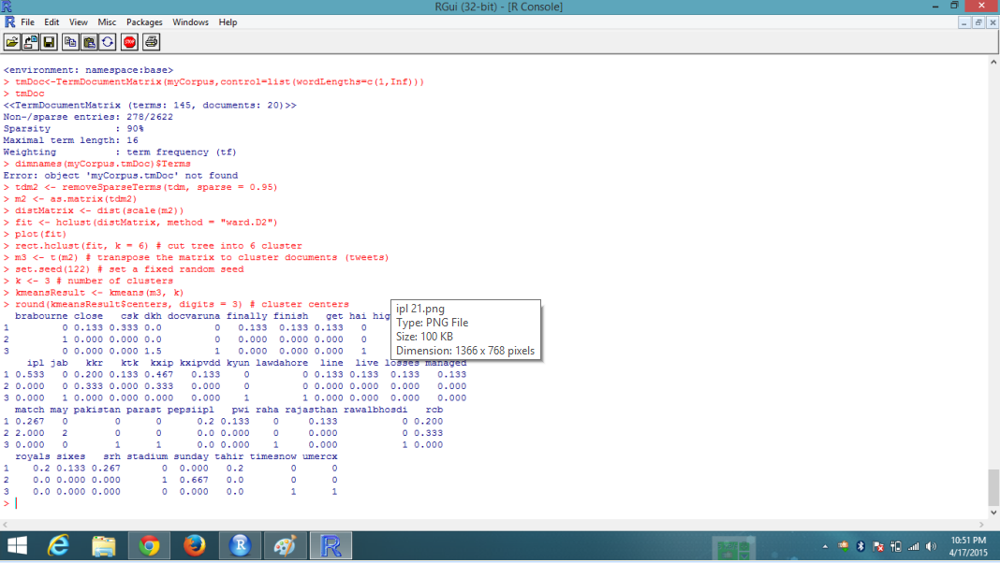 RGui (32-bit) - [R Console]
File Edit View Misc Packages Windows Help
STOP
<environment: namespace:base>
> tmDoc<-TermDocumentMatrix(myCorpus,control=list(wordLengths=c(1,Inf)))
> tmDoc
<<TermDocumentMatrix (terms: 145, documents: 20)>>
Non-/sparse entries: 278/2622
Sparsity           : 90%
Maximal term length: 16
Weighting          : term frequency (tf)
> dimnames(myCorpus.tmDoc)$Terms
Error: object 'myCorpus.tmDoc' not found
> tdm2 <- removeSparseTerms(tdm, sparse = 0.95)
> m2 <- as.matrix(tdm2)
> distMatrix <- dist(scale(m2))
> fit <- hclust(distMatrix, method = "ward.D2")
> plot(fit)
> rect.hclust(fit, k = 6) # cut tree into 6 cluster
> m3 <- t(m2) # transpose the matrix to cluster documents (tweets)
> set.seed(122) # set a fixed random seed
> k <- 3 # number of clusters
> kmeansResult <- kmeans(m3, k)
> round(kmeansResult$centers, digits = 3) # cluster centers
brabourne close csk dkh docvaruna finally finish get hai hig
1 0 0.133 0.333 0.0 0 0.133 0.133 0.133 0
2 1 0.000 0.000 0.0 0 0.000 0.000 0.000 0
3 0 0.000 0.000 1.5 1 0.000 0.000 0.000 1
ipl 21.png
Type: PNG File
Size: 100 KB
Dimension: 1366 x 768 pixels
ipl jab kkr ktk kxip kxipvdd kyun lawdahore line live losses managed
1 0.533 0 0.200 0.133 0.467 0.133 0 0 0.133 0.133 0.133 0.133
2 0.000 0 0.333 0.000 0.333 0.000 0 0 0.000 0.000 0.000 0.000
3 0.000 1 0.000 0.000 0.000 0.000 1 1 0.000 0.000 0.000 0.000
match may pakistan parast pepsiipl pwi raha rajasthan rawalbhosdi rcb
1 0.267 0 0 0 0.2 0.133 0 0.133 0 0.200
2 2.000 2 0 0 0.0 0.000 0 0.000 0 0.333
3 0.000 0 1 1 0.0 0.000 1 0.000 1 0.000
royals sixes srh stadium sunday tahir timesnow umercx
1 0.2 0.133 0.267 0 0.000 0.2 0 0
2 0.0 0.000 0.000 1 0.667 0.0 0 0
3 0.0 0.000 0.000 0 0.000 0.0 1 1
>
10:51 PM
4/17/2015